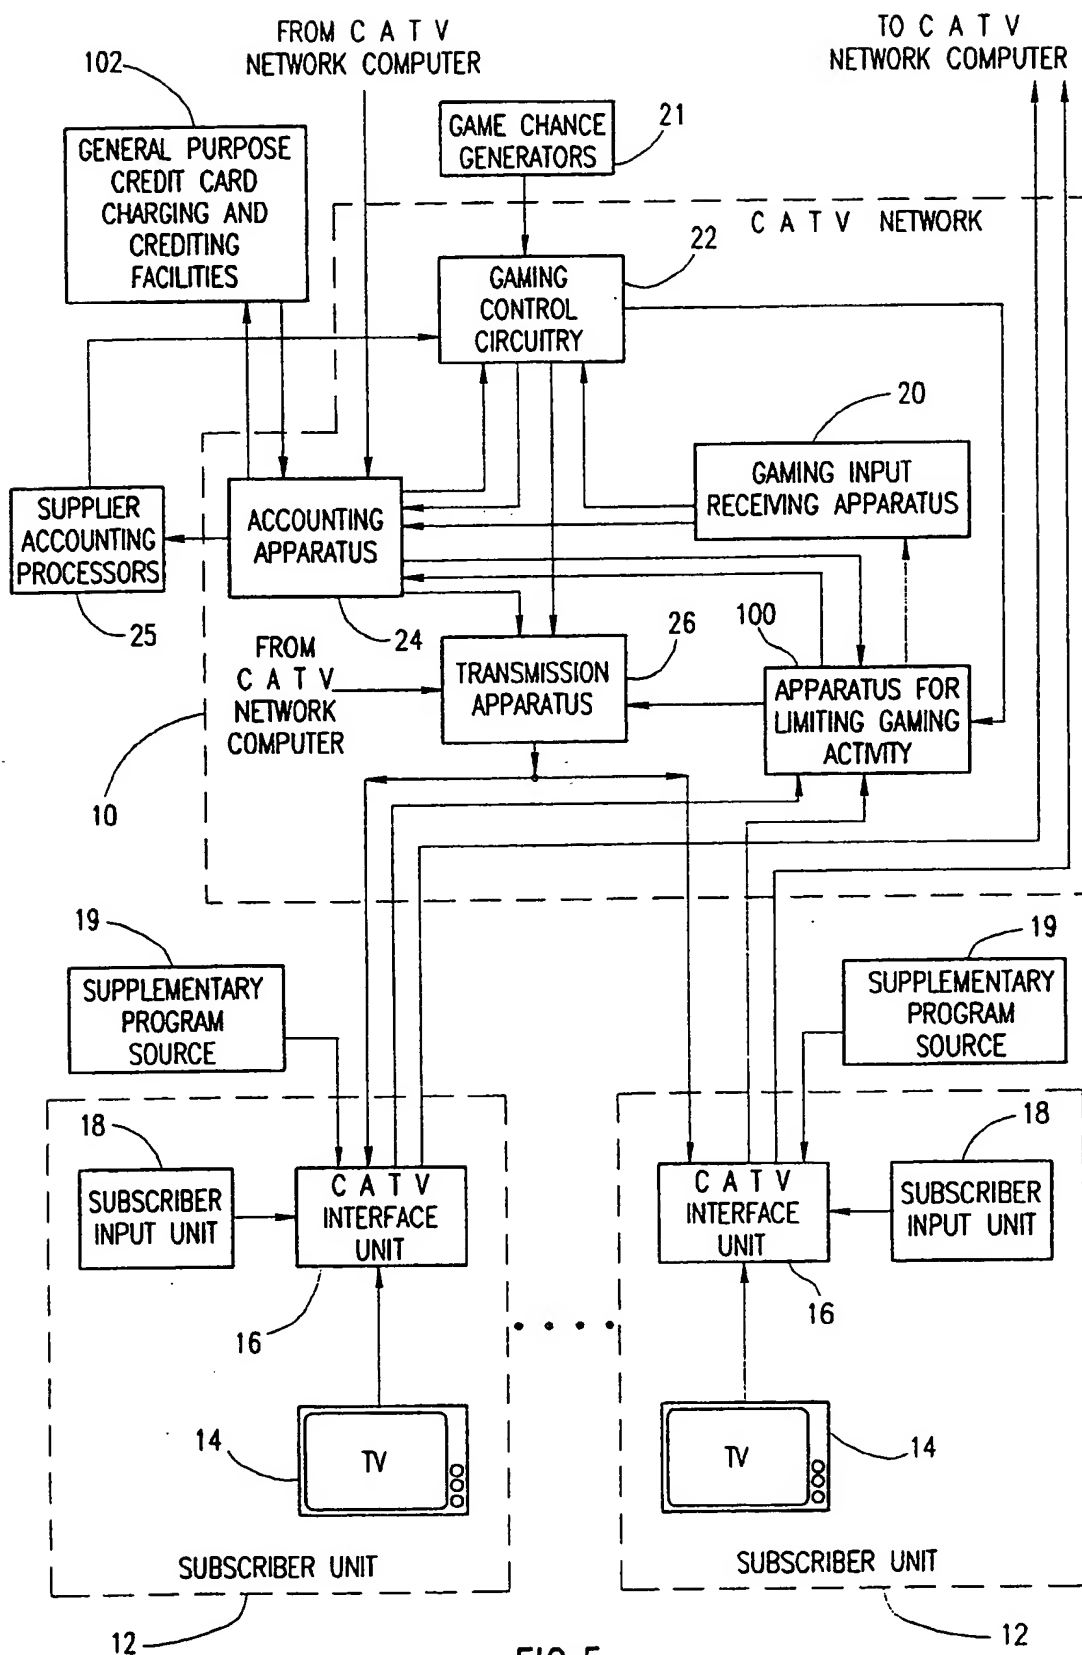 FROM C A T V
NETWORK COMPUTER
TO C A T V
NETWORK COMPUTER
102
GENERAL PURPOSE
CREDIT CARD
CHARGING AND
CREDITING
FACILITIES
GAME CHANCE
GENERATORS
21
C A T V NETWORK
22
GAMING
CONTROL
CIRCUITRY
20
GAMING INPUT
RECEIVING APPARATUS
SUPPLIER
ACCOUNTING
PROCESSORS
25
ACCOUNTING
APPARATUS
24
FROM
C A T V
NETWORK
COMPUTER
10
26
TRANSMISSION
APPARATUS
100
APPARATUS FOR
LIMITING GAMING
ACTIVITY
19
SUPPLEMENTARY
PROGRAM
SOURCE
19
SUPPLEMENTARY
PROGRAM
SOURCE
18
SUBSCRIBER
INPUT UNIT
C A T V
INTERFACE
UNIT
16
C A T V
INTERFACE
UNIT
16
18
SUBSCRIBER
INPUT UNIT
14
TV
TV
14
SUBSCRIBER UNIT
12
SUBSCRIBER UNIT
12